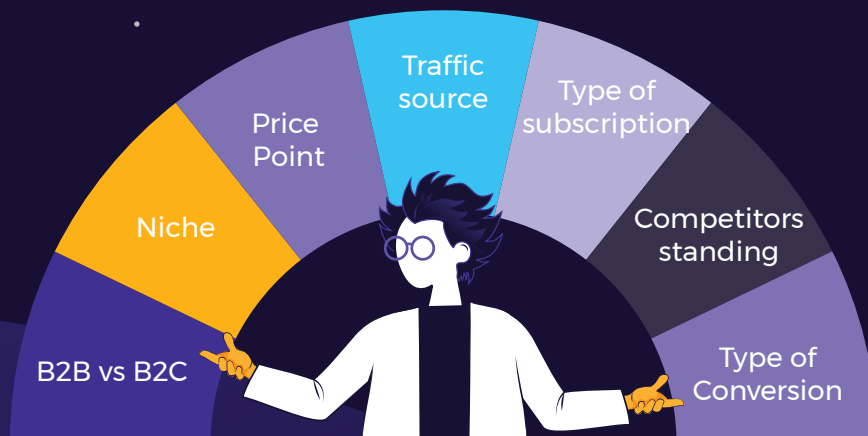 B2B vs B2C
Niche
Price
Point
Traffic
source
Type of
subscription
Competitors
standing
Type of
Conversion